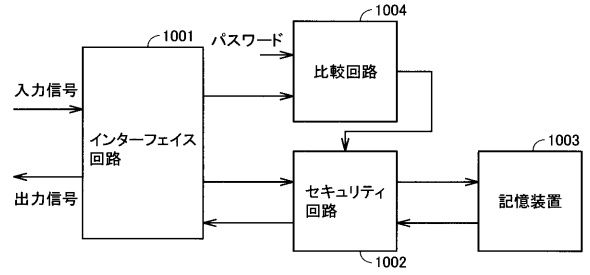 1001
パスワード
1004
入力信号
比較回路
インターフェイス
回路
1003
出力信号
セキュリティ
回路
記憶装置
1002